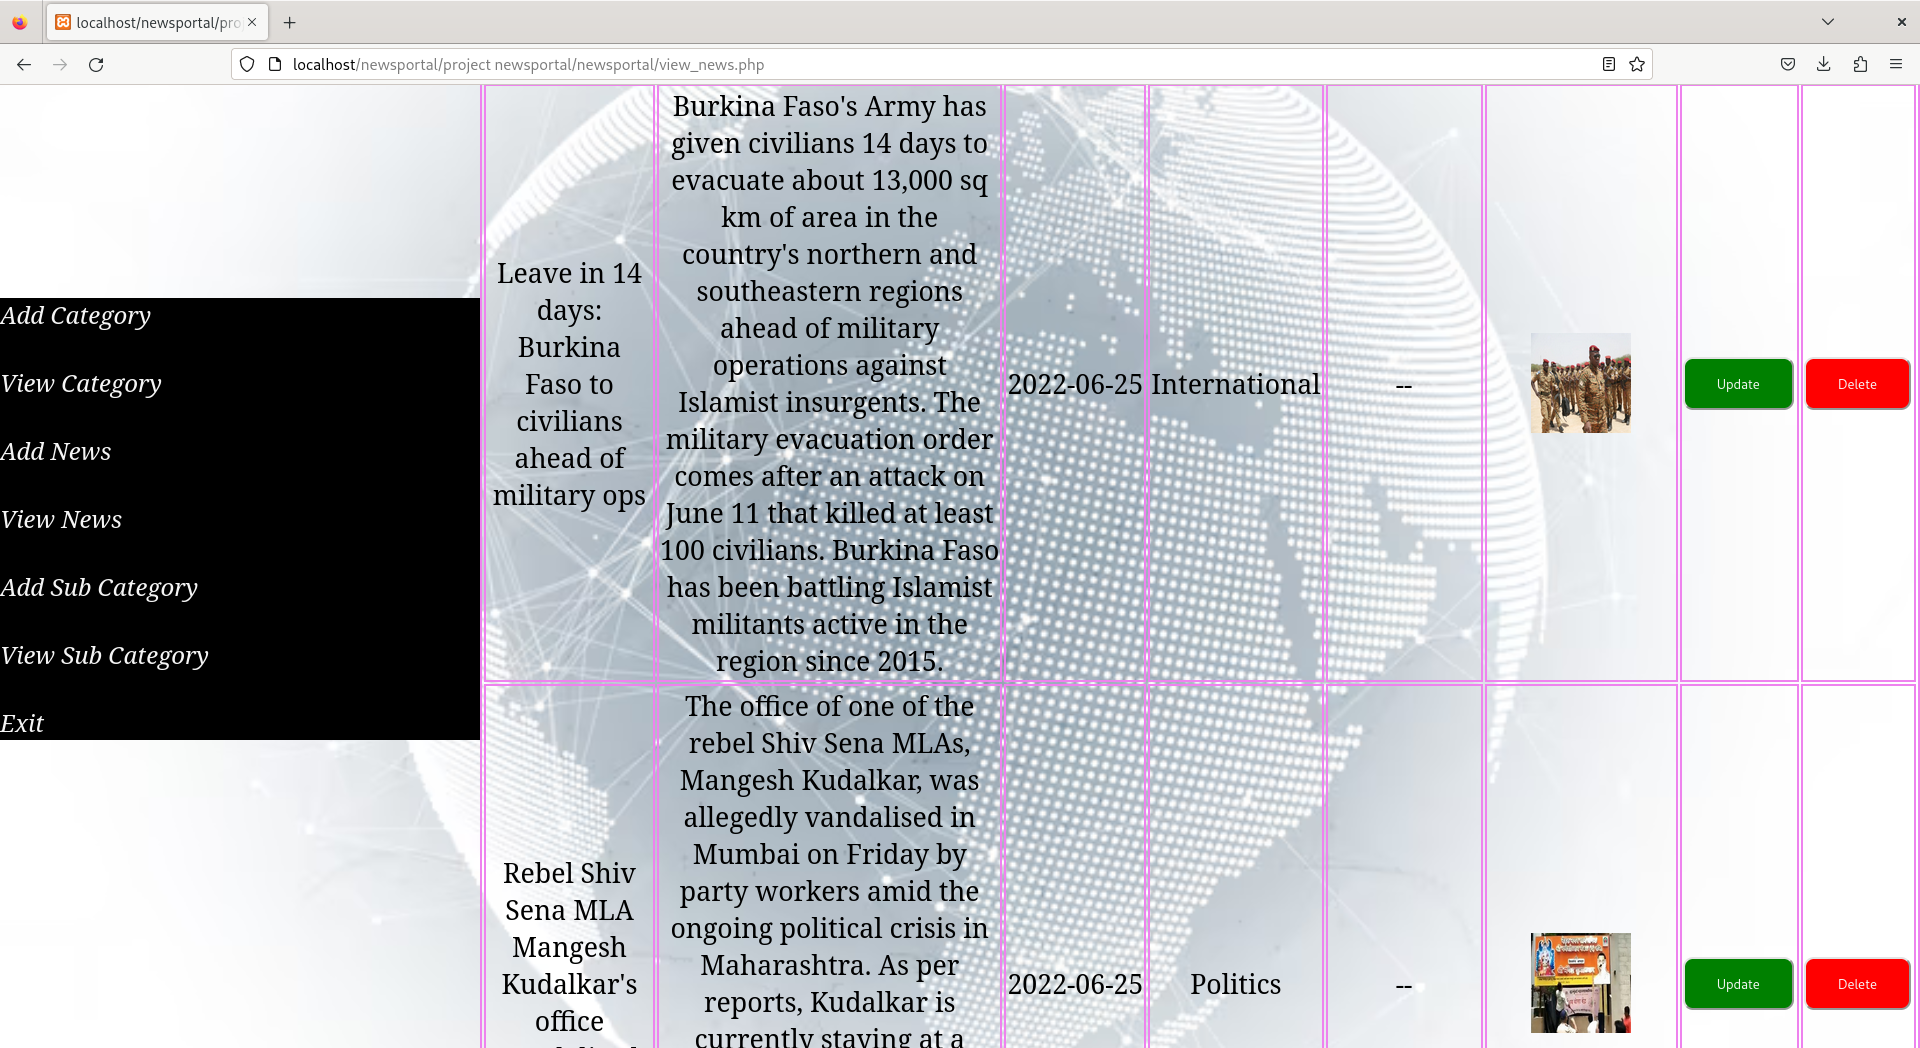 localhost/newsportal/pro
localhost/newsportal/project newsportal/newsportal/view_news.php
Add Category
View Category
Add News
View News
Add Sub Category
View Sub Category
Exit
Leave in 14
days:
Burkina
Faso to
civilians
ahead of
military ops
Burkina Faso's Army has
given civilians 14 days to
evacuate about 13,000 sq
km of area in the
country's northern and
southeastern regions
ahead of military
operations against
Islamist insurgents. The
military evacuation order
comes after an attack on
June 11 that killed at least
100 civilians. Burkina Faso
has been battling Islamist
militants active in the
region since 2015.
2022-06-25
International
--
Update
Delete
Rebel Shiv
Sena MLA
Mangesh
Kudalkar's
office
The office of one of the
rebel Shiv Sena MLAs,
Mangesh Kudalkar, was
allegedly vandalised in
Mumbai on Friday by
party workers amid the
ongoing political crisis in
Maharashtra. As per
reports, Kudalkar is
currently staying at a
2022-06-25
Politics
--
Update
Delete